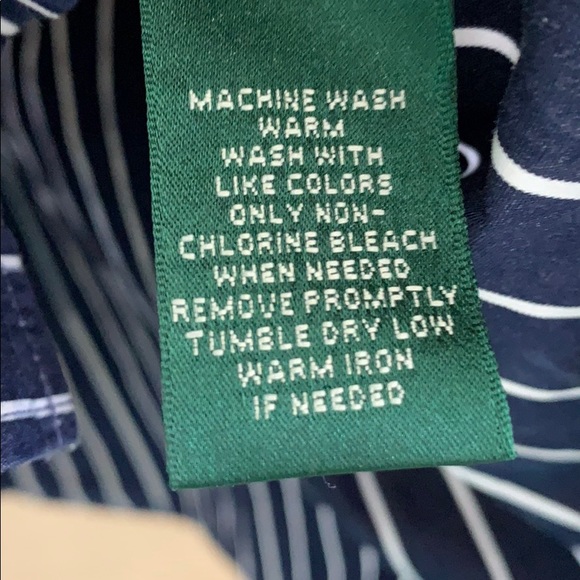 MACHINE WASH
WARM
WASH WITH
LIKE COLORS
ONLY NON-
CHLORINE BLEACH
WHEN NEEDED
REMOVE PROMPTLY
TUMBLE DRY LOW
WARM IRON
IF NEEDED